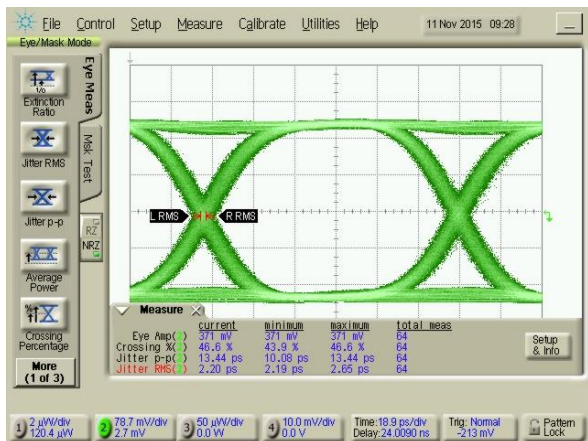 File Control Setup Measure Calibrate Utilities Help 11 Nov 2015 09:28
Eye/Mask Mode
Eye Meas
Msk Test
1/0
Extinction
Ratio
Jitter RMS
Jitter p-p
RZ
NRZ
Average
Power
Crossing
Percentage
More
(1 of 3)
L RMS R RMS
Measure
current minimum maximum total meas
Eye Amp(2) 371 mV 371 mV 371 mV 64
Crossing %(2) 46.6 % 43.9 % 46.6 % 64
Jitter p-p(2) 13.44 ps 10.08 ps 13.44 ps 64
Jitter RMS(2) 2.20 ps 2.19 ps 2.65 ps 64
Setup
& Info
1) 2 µW/div
120.4 µW
2) 78.7 mV/div
2.7 mV
3) 50 µW/div
0.0 W
4) 10.0 mV/div
0.0 V
Time:18.9 ps/div
Delay:24.0090 ns
Trig: Normal
-213 mV
Pattern
Lock